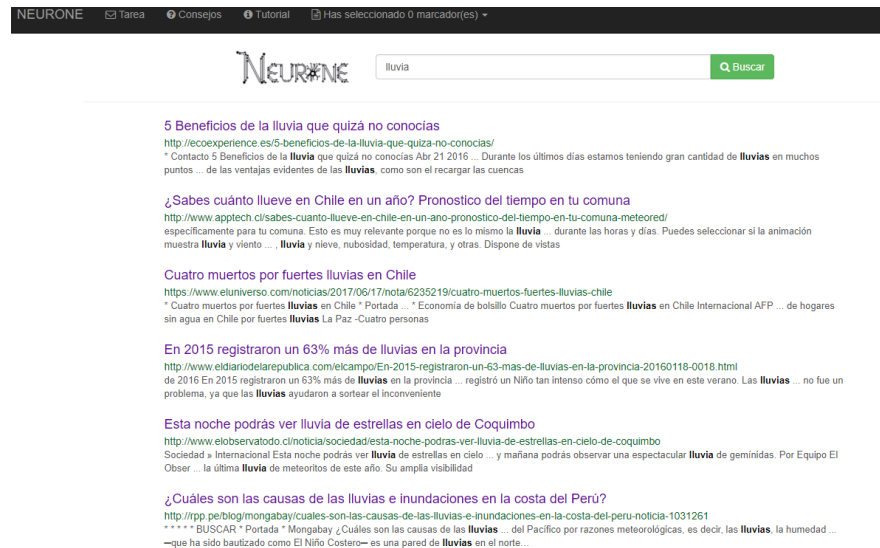 NEURONE Tarea Consejos Tutorial Has seleccionado 0 marcador(es)
NEURONE lluvia Buscar
5 Beneficios de la lluvia que quizá no conocías
http://ecoexperience.es/5-beneficios-de-la-lluvia-que-quiza-no-conocias/
* Contacto 5 Beneficios de la lluvia que quizá no conocías Abr 21 2016 ... Durante los últimos días estamos teniendo gran cantidad de lluvias en muchos
puntos ... de las ventajas evidentes de las lluvias, como son el recargar las cuencas
¿Sabes cuánto llueve en Chile en un año? Pronostico del tiempo en tu comuna
http://www.apptech.cl/sabes-cuanto-llueve-en-chile-en-un-ano-pronostico-del-tiempo-en-tu-comuna-meteored/
específicamente para tu comuna. Esto es muy relevante porque no es lo mismo la lluvia ... durante las horas y días. Puedes seleccionar si la animación
muestra lluvia y viento ... , lluvia y nieve, nubosidad, temperatura, y otras. Dispone de vistas
Cuatro muertos por fuertes lluvias en Chile
https://www.eluniverso.com/noticias/2017/06/17/nota/6235219/cuatro-muertos-fuertes-lluvias-chile
* Cuatro muertos por fuertes lluvias en Chile * Portada ... * Economía de bolsillo Cuatro muertos por fuertes lluvias en Chile Internacional AFP ... de hogares
sin agua en Chile por fuertes lluvias La Paz -Cuatro personas
En 2015 registraron un 63% más de lluvias en la provincia
http://www.eldiariodelarepublica.com/elcampo/En-2015-registraron-un-63-mas-de-lluvias-en-la-provincia-20160118-0018.html
de 2016 En 2015 registraron un 63% más de lluvias en la provincia ... registró un Niño tan intenso cómo el que se vive en este verano. Las lluvias ... no fue un
problema, ya que las lluvias ayudaron a sortear el inconveniente
Esta noche podrás ver lluvia de estrellas en cielo de Coquimbo
http://www.elobservatodo.cl/noticia/sociedad/esta-noche-podras-ver-lluvia-de-estrellas-en-cielo-de-coquimbo
Sociedad » Internacional Esta noche podrás ver lluvia de estrellas en cielo ... y mañana podrás observar una espectacular lluvia de gemínidas. Por Equipo El
Obser ... la última lluvia de meteoritos de este año. Su amplia visibilidad
¿Cuáles son las causas de las lluvias e inundaciones en la costa del Perú?
http://rpp.pe/blog/mongabay/cuales-son-las-causas-de-las-lluvias-e-inundaciones-en-la-costa-del-peru-noticia-1031261
* * * * * BUSCAR * Portada * Mongabay ¿Cuáles son las causas de las lluvias ... del Pacífico por razones meteorológicas, es decir, las lluvias, la humedad ...
—que ha sido bautizado como El Niño Costero— es una pared de lluvias en el norte...